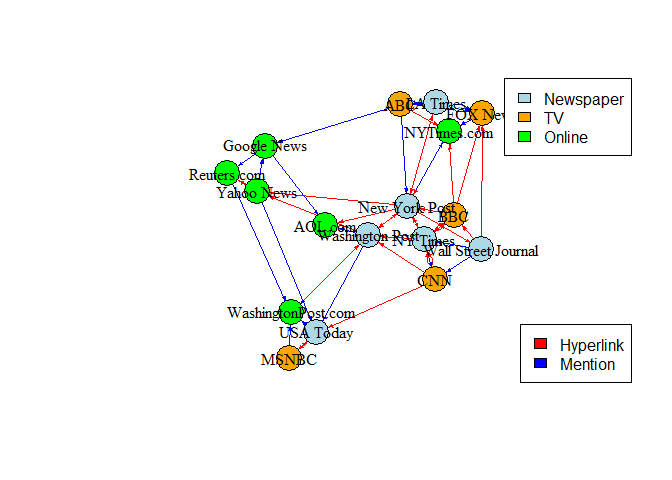 ABC
LA Times
FOX News
NYTimes.com
Newspaper
TV
Online
Google News
Reuters.com
Yahoo News
New York Post
BBC
AOL.com
Washington Post
NY Times
Wall Street Journal
CNN
WashingtonPost.com
USA Today
MSNBC
Hyperlink
Mention